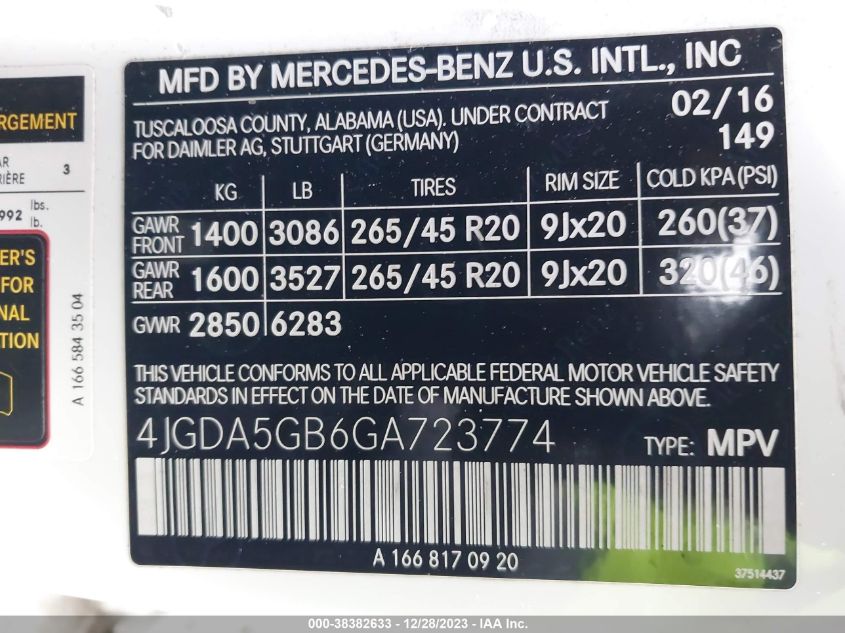 RGEMENT
AR
RIÈRE 3
992 lbs.
lb.
ER'S
FOR
NAL
TION
A 166 584 35 04
MFD BY MERCEDES-BENZ U.S. INTL., INC
TUSCALOOSA COUNTY, ALABAMA (USA). UNDER CONTRACT 02/16
FOR DAIMLER AG, STUTTGART (GERMANY) 149
KG LB TIRES RIM SIZE COLD KPA (PSI)
GAWR FRONT 1400 3086 265/45 R20 9Jx20 260(37)
GAWR REAR 1600 3527 265/45 R20 9Jx20 320(46)
GVWR 2850 6283
THIS VEHICLE CONFORMS TO ALL APPLICABLE FEDERAL MOTOR VEHICLE SAFETY
STANDARDS IN EFFECT ON THE DATE OF MANUFACTURE SHOWN ABOVE.
4JGDA5GB6GA723774 TYPE: MPV
A 166 817 09 20
37514437
000-38382633 - 12/28/2023 - IAA Inc.